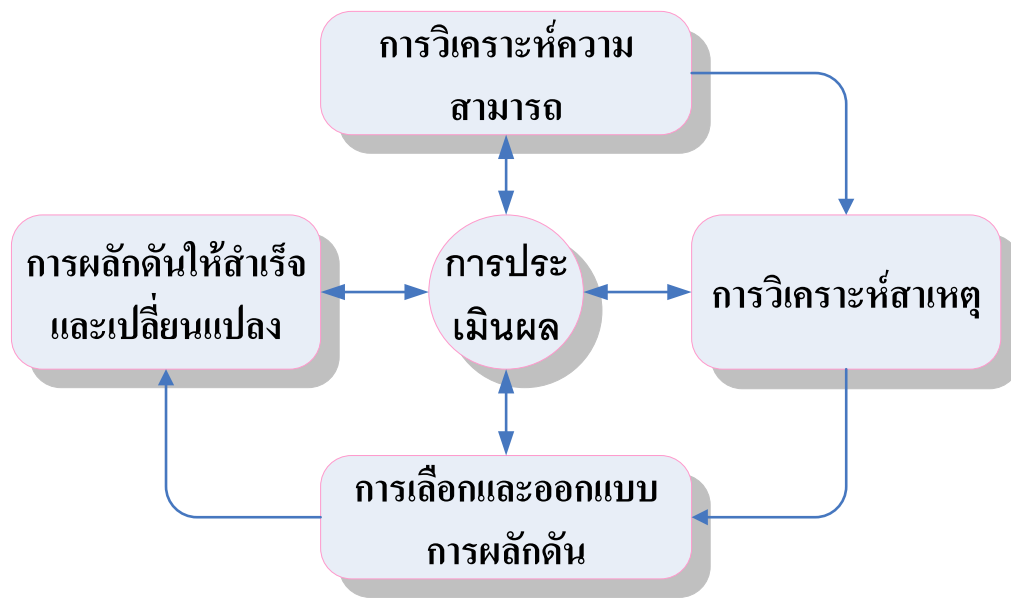 การวิเคราะห์ความ
สามารถ
การผลักดันให้สำเร็จ
และเปลี่ยนแปลง
การประ
เมินผล
การวิเคราะห์สาเหตุ
การเลือกและออกแบบ
การผลักดัน